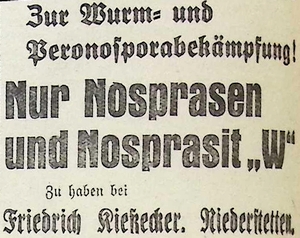 Zur Wurm- und
Peronosporabekämpfung!
Nur Nosprasen
und Nosprasit „W"
Zu haben bei
Friedrich Kießecker. Niederstetten.